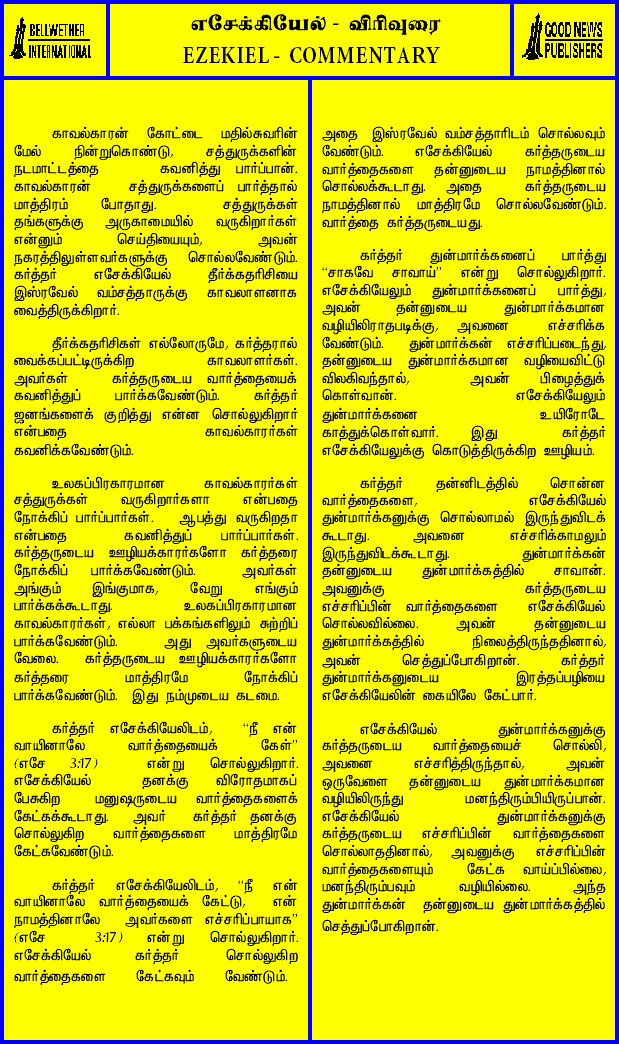 BELLWETHER
INTERNATIONAL
எசேக்கியேல் - விரிவுரை
EZEKIEL - COMMENTARY
GOOD NEWS
PUBLISHERS
காவல்காரன் கோட்டை மதில்சுவரின்
மேல் நின்றுகொண்டு, சத்துருக்களின்
நடமாட்டத்தை கவனித்து பார்ப்பான்.
காவல்காரன் சத்துருக்களைப் பார்த்தால்
மாத்திரம் போதாது. சத்துருக்கள்
தங்களுக்கு அருகாமையில் வருகிறார்கள்
என்னும் செய்தியையும், அவன்
நகரத்திலுள்ளவர்களுக்கு சொல்லவேண்டும்.
கர்த்தர் எசேக்கியேல் தீர்க்கதரிசியை
இஸ்ரவேல் வம்சத்தாருக்கு காவலாளனாக
வைத்திருக்கிறார்.
தீர்க்கதரிசிகள் எல்லோருமே, கர்த்தரால்
வைக்கப்பட்டிருக்கிற காவலாளர்கள்.
அவர்கள் கர்த்தருடைய வார்த்தையைக்
கவனித்துப் பார்க்கவேண்டும். கர்த்தர்
ஜனங்களைக் குறித்து என்ன சொல்லுகிறார்
என்பதை காவல்காரர்கள்
கவனிக்கவேண்டும்.
உலகப்பிரகாரமான காவல்காரர்கள்
சத்துருக்கள் வருகிறார்களா என்பதை
நோக்கிப் பார்ப்பார்கள். ஆபத்து வருகிறதா
என்பதை கவனித்துப் பார்ப்பார்கள்.
கர்த்தருடைய ஊழியக்காரர்களோ கர்த்தரை
நோக்கிப் பார்க்கவேண்டும். அவர்கள்
அங்கும் இங்குமாக, வேறு எங்கும்
பார்க்கக்கூடாது. உலகப்பிரகாரமான
காவல்காரர்கள், எல்லா பக்கங்களிலும் சுற்றிப்
பார்க்கவேண்டும். அது அவர்களுடைய
வேலை. கர்த்தருடைய ஊழியக்காரர்களோ
கர்த்தரை மாத்திரமே நோக்கிப்
பார்க்கவேண்டும். இது நம்முடைய கடமை.
கர்த்தர் எசேக்கியேலிடம், “நீ என்
வாயினாலே வார்த்தையைக் கேள்”
(எசே 3:17) என்று சொல்லுகிறார்.
எசேக்கியேல் தனக்கு விரோதமாகப்
பேசுகிற மனுஷருடைய வார்த்தைகளைக்
கேட்கக்கூடாது. அவர் கர்த்தர் தனக்கு
சொல்லுகிற வார்த்தைகளை மாத்திரமே
கேட்கவேண்டும்.
கர்த்தர் எசேக்கியேலிடம், “நீ என்
வாயினாலே வார்த்தையைக் கேட்டு, என்
நாமத்தினாலே அவர்களை எச்சரிப்பாயாக”
(எசே 3:17) என்று சொல்லுகிறார்.
எசேக்கியேல் கர்த்தர் சொல்லுகிற
வார்த்தைகளை கேட்கவும் வேண்டும்.
அதை இஸ்ரவேல் வம்சத்தாரிடம் சொல்லவும்
வேண்டும். எசேக்கியேல் கர்த்தருடைய
வார்த்தைகளை தன்னுடைய நாமத்தினால்
சொல்லக்கூடாது. அதை கர்த்தருடைய
நாமத்தினால் மாத்திரமே சொல்லவேண்டும்.
வார்த்தை கர்த்தருடையது.
கர்த்தர் துன்மார்க்கனைப் பார்த்து
“சாகவே சாவாய்” என்று சொல்லுகிறார்.
எசேக்கியேலும் துன்மார்க்கனைப் பார்த்து,
அவன் தன்னுடைய துன்மார்க்கமான
வழியிலிராதபடிக்கு, அவனை எச்சரிக்க
வேண்டும். துன்மார்க்கன் எச்சரிப்படைந்து,
தன்னுடைய துன்மார்க்கமான வழியைவிட்டு
விலகிவந்தால், அவன் பிழைத்துக்
கொள்வான். எசேக்கியேலும்
துன்மார்க்கனை உயிரோடே
காத்துக்கொள்வார். இது கர்த்தர்
எசேக்கியேலுக்கு கொடுத்திருக்கிற ஊழியம்.
கர்த்தர் தன்னிடத்தில் சொன்ன
வார்த்தைகளை, எசேக்கியேல்
துன்மார்க்கனுக்கு சொல்லாமல் இருந்துவிடக்
கூடாது. அவனை எச்சரிக்காமலும்
இருந்துவிடக்கூடாது. துன்மார்க்கன்
தன்னுடைய துன்மார்க்கத்தில் சாவான்.
அவனுக்கு கர்த்தருடைய
எச்சரிப்பின் வார்த்தைகளை எசேக்கியேல்
சொல்லவில்லை. அவன் தன்னுடைய
துன்மார்க்கத்தில் நிலைத்திருந்ததினால்,
அவன் செத்துப்போகிறான். கர்த்தர்
துன்மார்க்கனுடைய இரத்தப்பழியை
எசேக்கியேலின் கையிலே கேட்பார்.
எசேக்கியேல் துன்மார்க்கனுக்கு
கர்த்தருடைய வார்த்தையைச் சொல்லி,
அவனை எச்சரித்திருந்தால், அவன்
ஒருவேளை தன்னுடைய துன்மார்க்கமான
வழியிலிருந்து மனந்திரும்பியிருப்பான்.
எசேக்கியேல் துன்மார்க்கனுக்கு
கர்த்தருடைய எச்சரிப்பின் வார்த்தைகளை
சொல்லாததினால், அவனுக்கு எச்சரிப்பின்
வார்த்தைகளையும் கேட்க வாய்ப்பில்லை,
மனந்திரும்பவும் வழியில்லை. அந்த
துன்மார்க்கன் தன்னுடைய துன்மார்க்கத்தில்
செத்துப்போகிறான்.